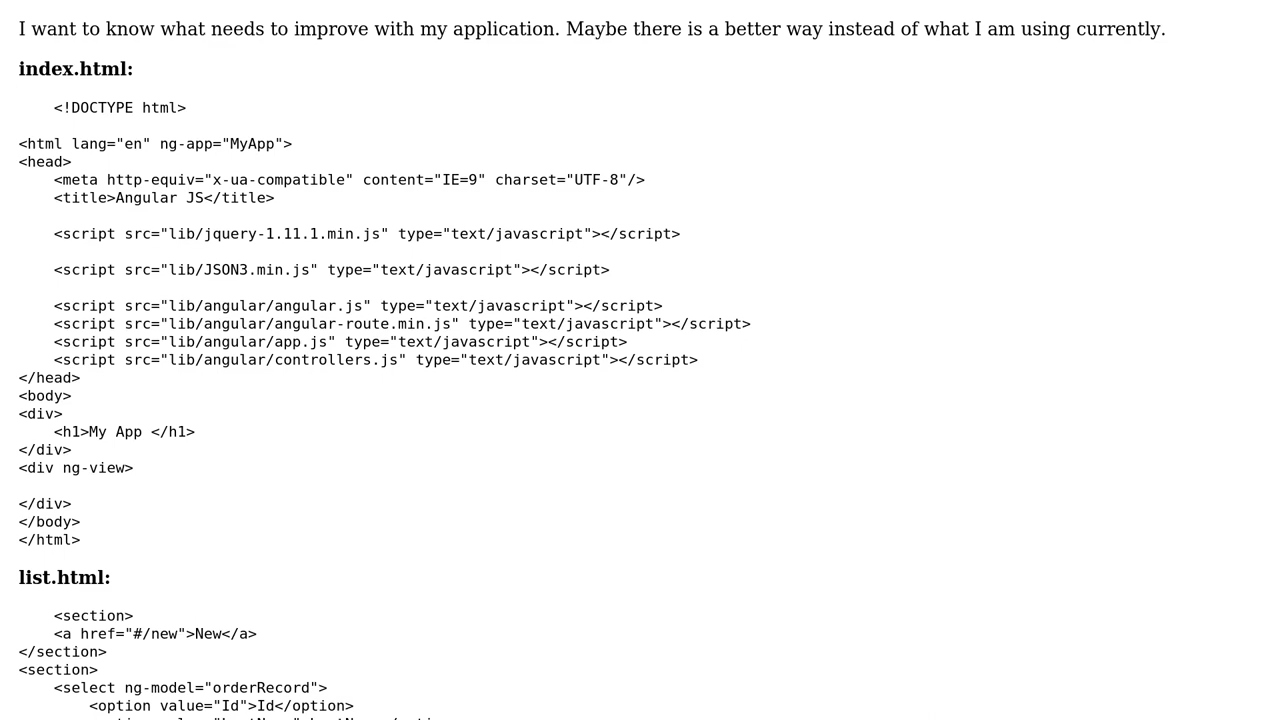 I want to know what needs to improve with my application. Maybe there is a better way instead of what I am using currently.
index.html:
<!DOCTYPE html>
<html lang="en" ng-app="MyApp">
<head>
<meta http-equiv="x-ua-compatible" content="IE=9" charset="UTF-8"/>
<title>Angular JS</title>
<script src="lib/jquery-1.11.1.min.js" type="text/javascript"></script>
<script src="lib/JSON3.min.js" type="text/javascript"></script>
<script src="lib/angular/angular.js" type="text/javascript"></script>
<script src="lib/angular/angular-route.min.js" type="text/javascript"></script>
<script src="lib/angular/app.js" type="text/javascript"></script>
<script src="lib/angular/controllers.js" type="text/javascript"></script>
</head>
<body>
<div>
<h1>My App </h1>
</div>
<div ng-view>
</div>
</body>
</html>
list.html:
<section>
<a href="#/new">New</a>
</section>
<section>
<select ng-model="orderRecord">
<option value="Id">Id</option>